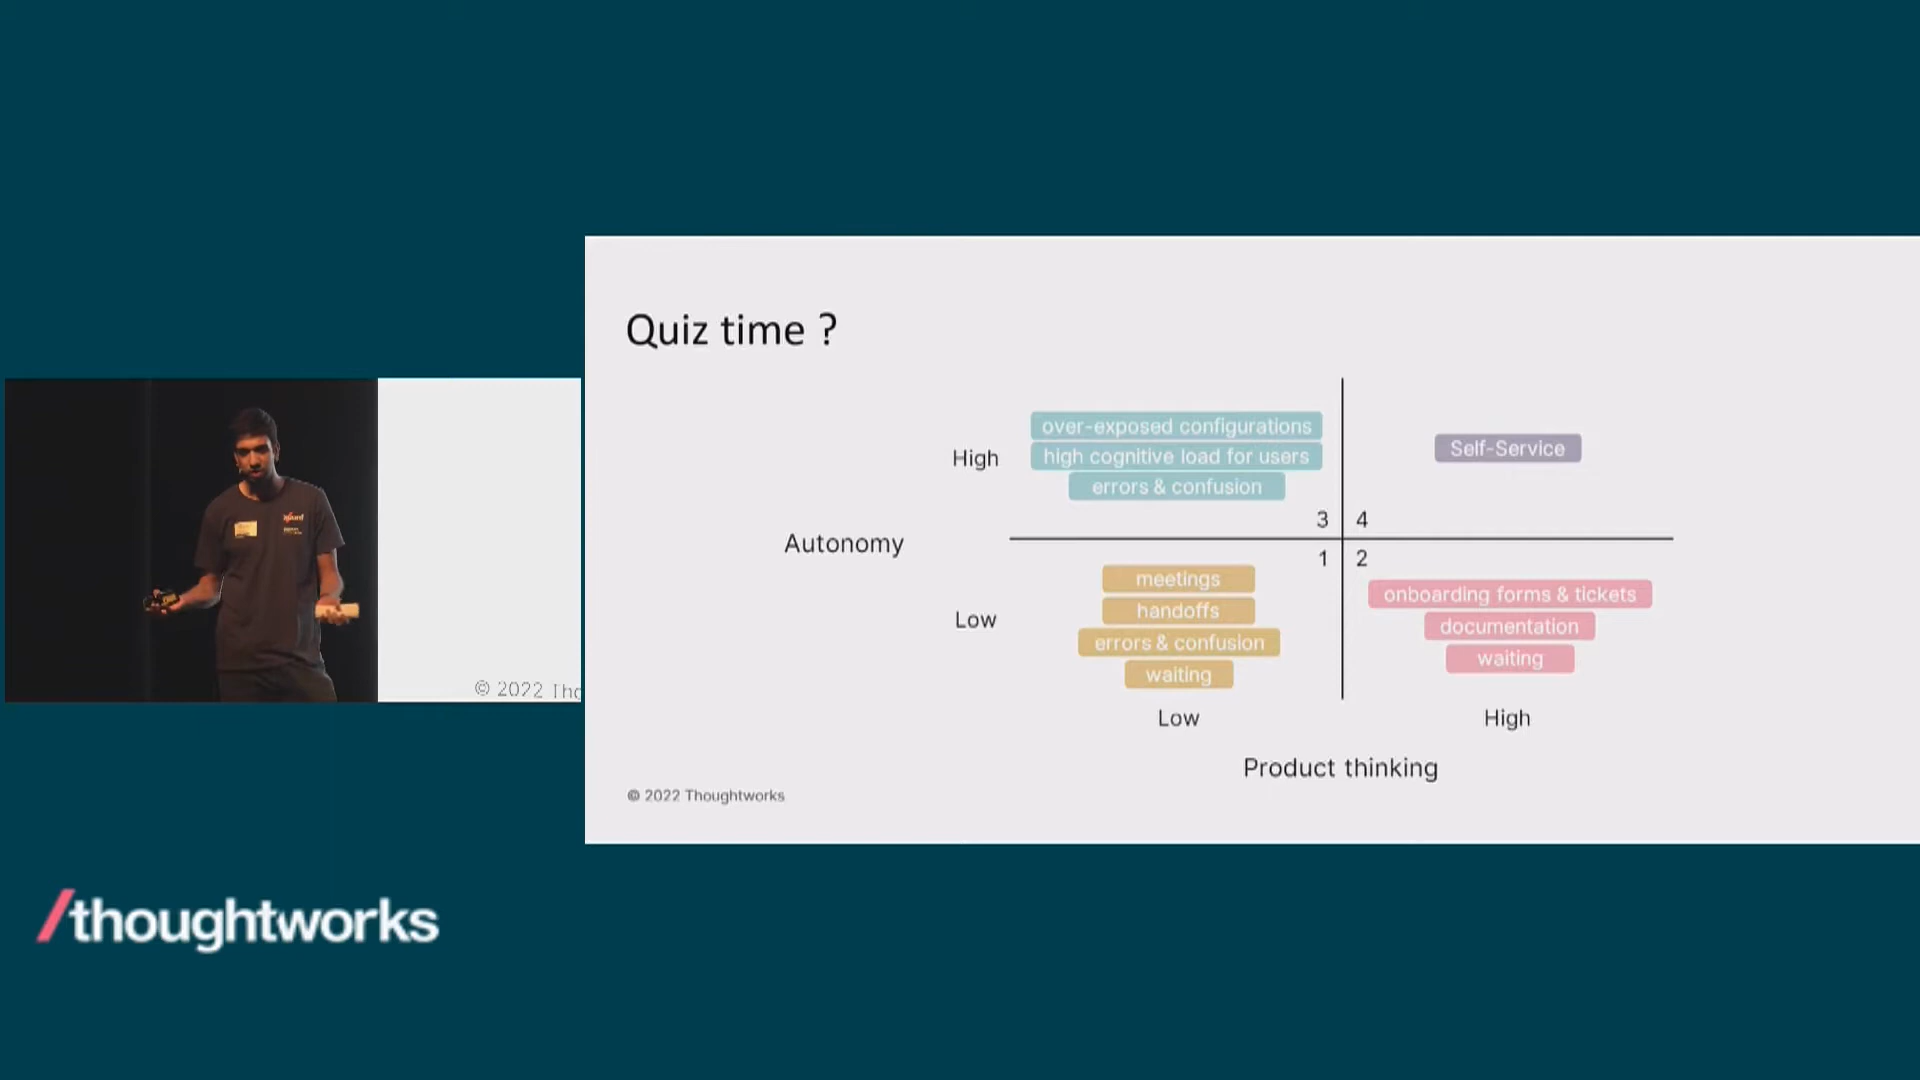 Quiz time ?
over-exposed configurations
high cognitive load for users
errors & confusion
Self-Service
High
3
4
Autonomy
1
2
meetings
handoffs
errors & confusion
waiting
onboarding forms & tickets
documentation
waiting
Low
Low
High
Product thinking
© 2022 Thoughtworks
© 2022 Tho
/thoughtworks